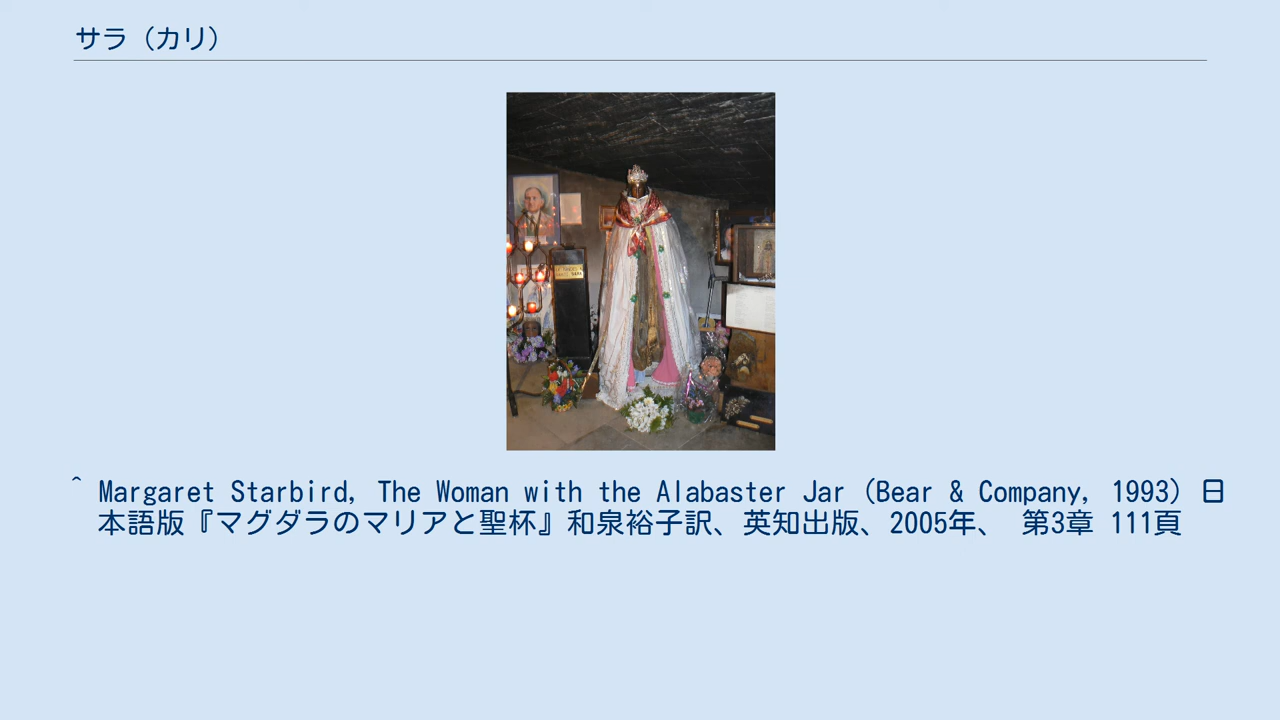 サラ（カリ）
^ Margaret Starbird, The Woman with the Alabaster Jar (Bear & Company, 1993) 日
本語版『マグダラのマリアと聖杯』和泉裕子訳、英知出版、2005年、 第3章 111頁